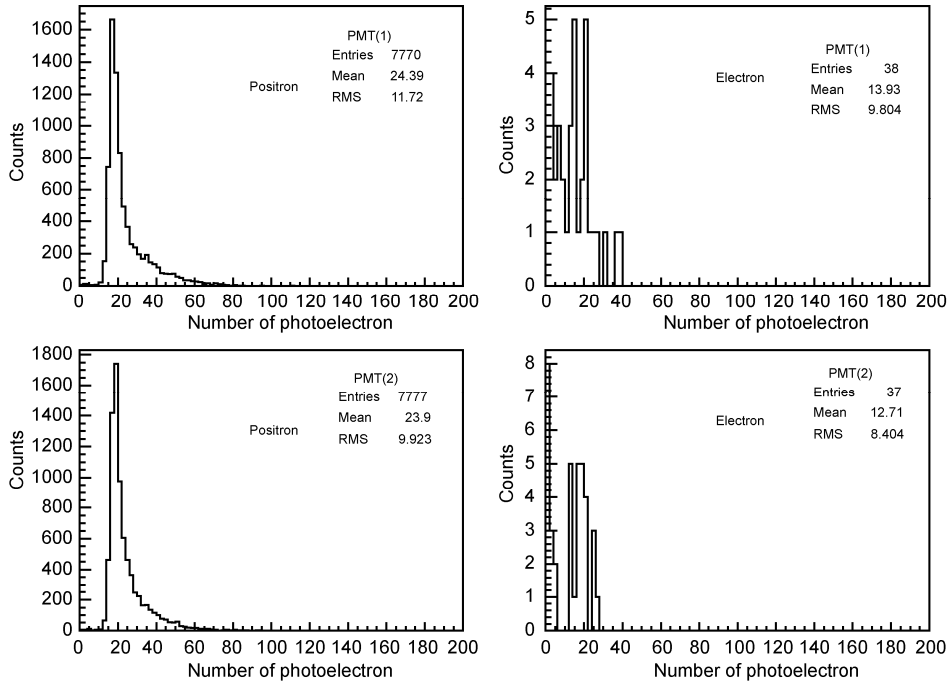 1600
1400
1200
1000
800
600
400
200
0
Counts
PMT(1)
Entries 7770
Mean 24.39
RMS 11.72
Positron
0 20 40 60 80 100 120 140 160 180 200
Number of photoelectron
5
4
3
2
1
0
Counts
PMT(1)
Entries 38
Mean 13.93
RMS 9.804
Electron
0 20 40 60 80 100 120 140 160 180 200
Number of photoelectron
1800
1600
1400
1200
1000
800
600
400
200
0
Counts
PMT(2)
Entries 7777
Mean 23.9
RMS 9.923
Positron
0 20 40 60 80 100 120 140 160 180 200
Number of photoelectron
8
7
6
5
4
3
2
1
0
Counts
PMT(2)
Entries 37
Mean 12.71
RMS 8.404
Electron
0 20 40 60 80 100 120 140 160 180 200
Number of photoelectron